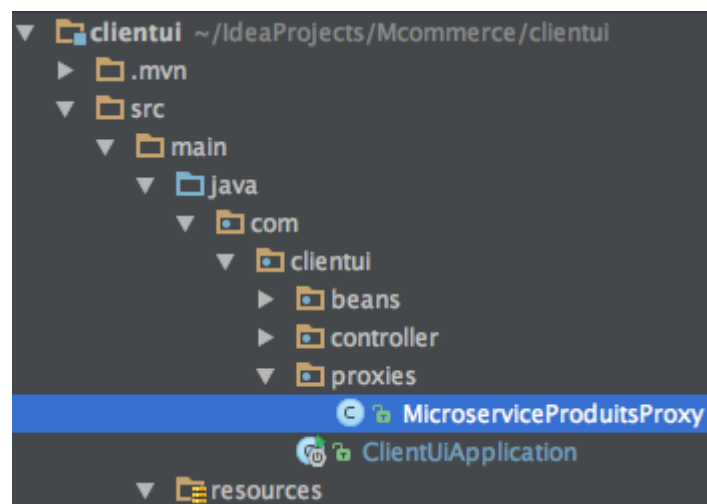 clientui ~/IdeaProjects/Mcommerce/clientui
.mvn
src
main
java
com
clientui
beans
controller
proxies
C MicroserviceProduitsProxy
ClientUiApplication
resources